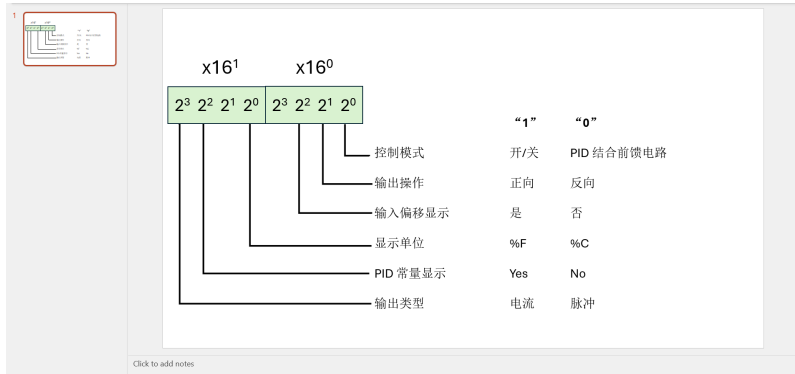 1
x16¹ x16⁰
2³ 2² 2¹ 2⁰ 2³ 2² 2¹ 2⁰
“1” “0”
控制模式 开/关 PID 结合前馈电路
输出操作 正向 反向
输入偏移显示 是 否
显示单位 %F %C
PID 常量显示 Yes No
输出类型 电流 脉冲
Click to add notes